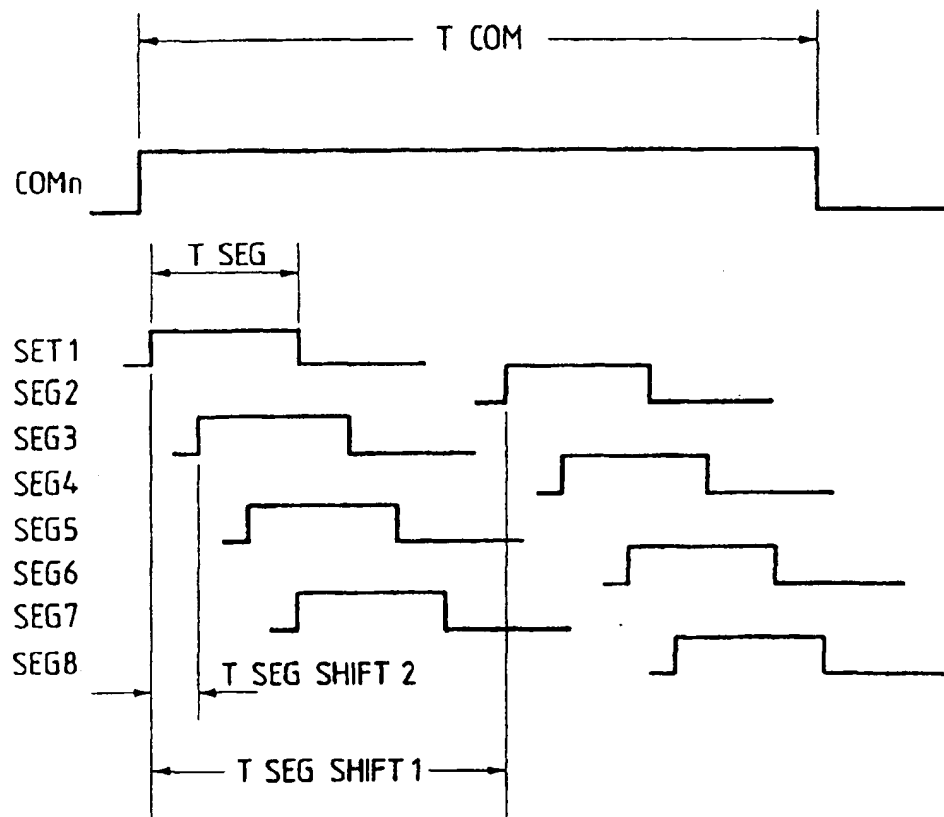 T COM
COMn
T SEG
SET1
SEG2
SEG3
SEG4
SEG5
SEG6
SEG7
SEG8
T SEG SHIFT 2
T SEG SHIFT 1